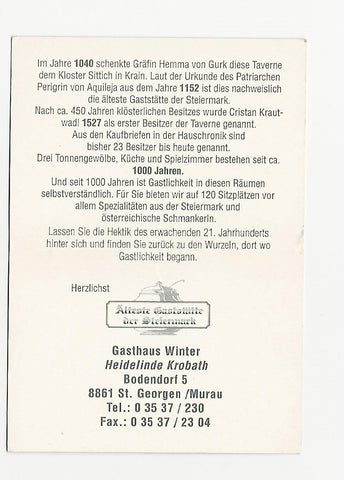 Im Jahre 1040 schenkte Gräfin Hemma von Gurk diese Taverne
dem Kloster Sittich in Krain. Laut der Urkunde des Patriarchen
Perigrin von Aquileja aus dem Jahre 1152 ist dies nachweislich
die älteste Gaststätte der Steiermark.
Nach ca. 450 Jahren klösterlichen Besitzes wurde Cristan Kraut-
wadl 1527 als erster Besitzer der Taverne genannt.
Aus den Kaufbriefen in der Hauschronik sind
bisher 23 Besitzer bis heute genannt.
Drei Tonnengewölbe, Küche und Spielzimmer bestehen seit ca.
1000 Jahren.
Und seit 1000 Jahren ist Gastlichkeit in diesen Räumen
selbstverständlich. Für Sie bieten wir auf 120 Sitzplätzen vor
allem Spezialitäten aus der Steiermark und
österreichische Schmankerln.
Lassen Sie die Hektik des erwachenden 21. Jahrhunderts
hinter sich und finden Sie zurück zu den Wurzeln, dort wo
Gastlichkeit begann.
Herzlichst
Älteste Gaststätte
der Steiermark
Gasthaus Winter
Heidelinde Krobath
Bodendorf 5
8861 St. Georgen /Murau
Tel.: 0 35 37 / 230
Fax.: 0 35 37 / 23 04